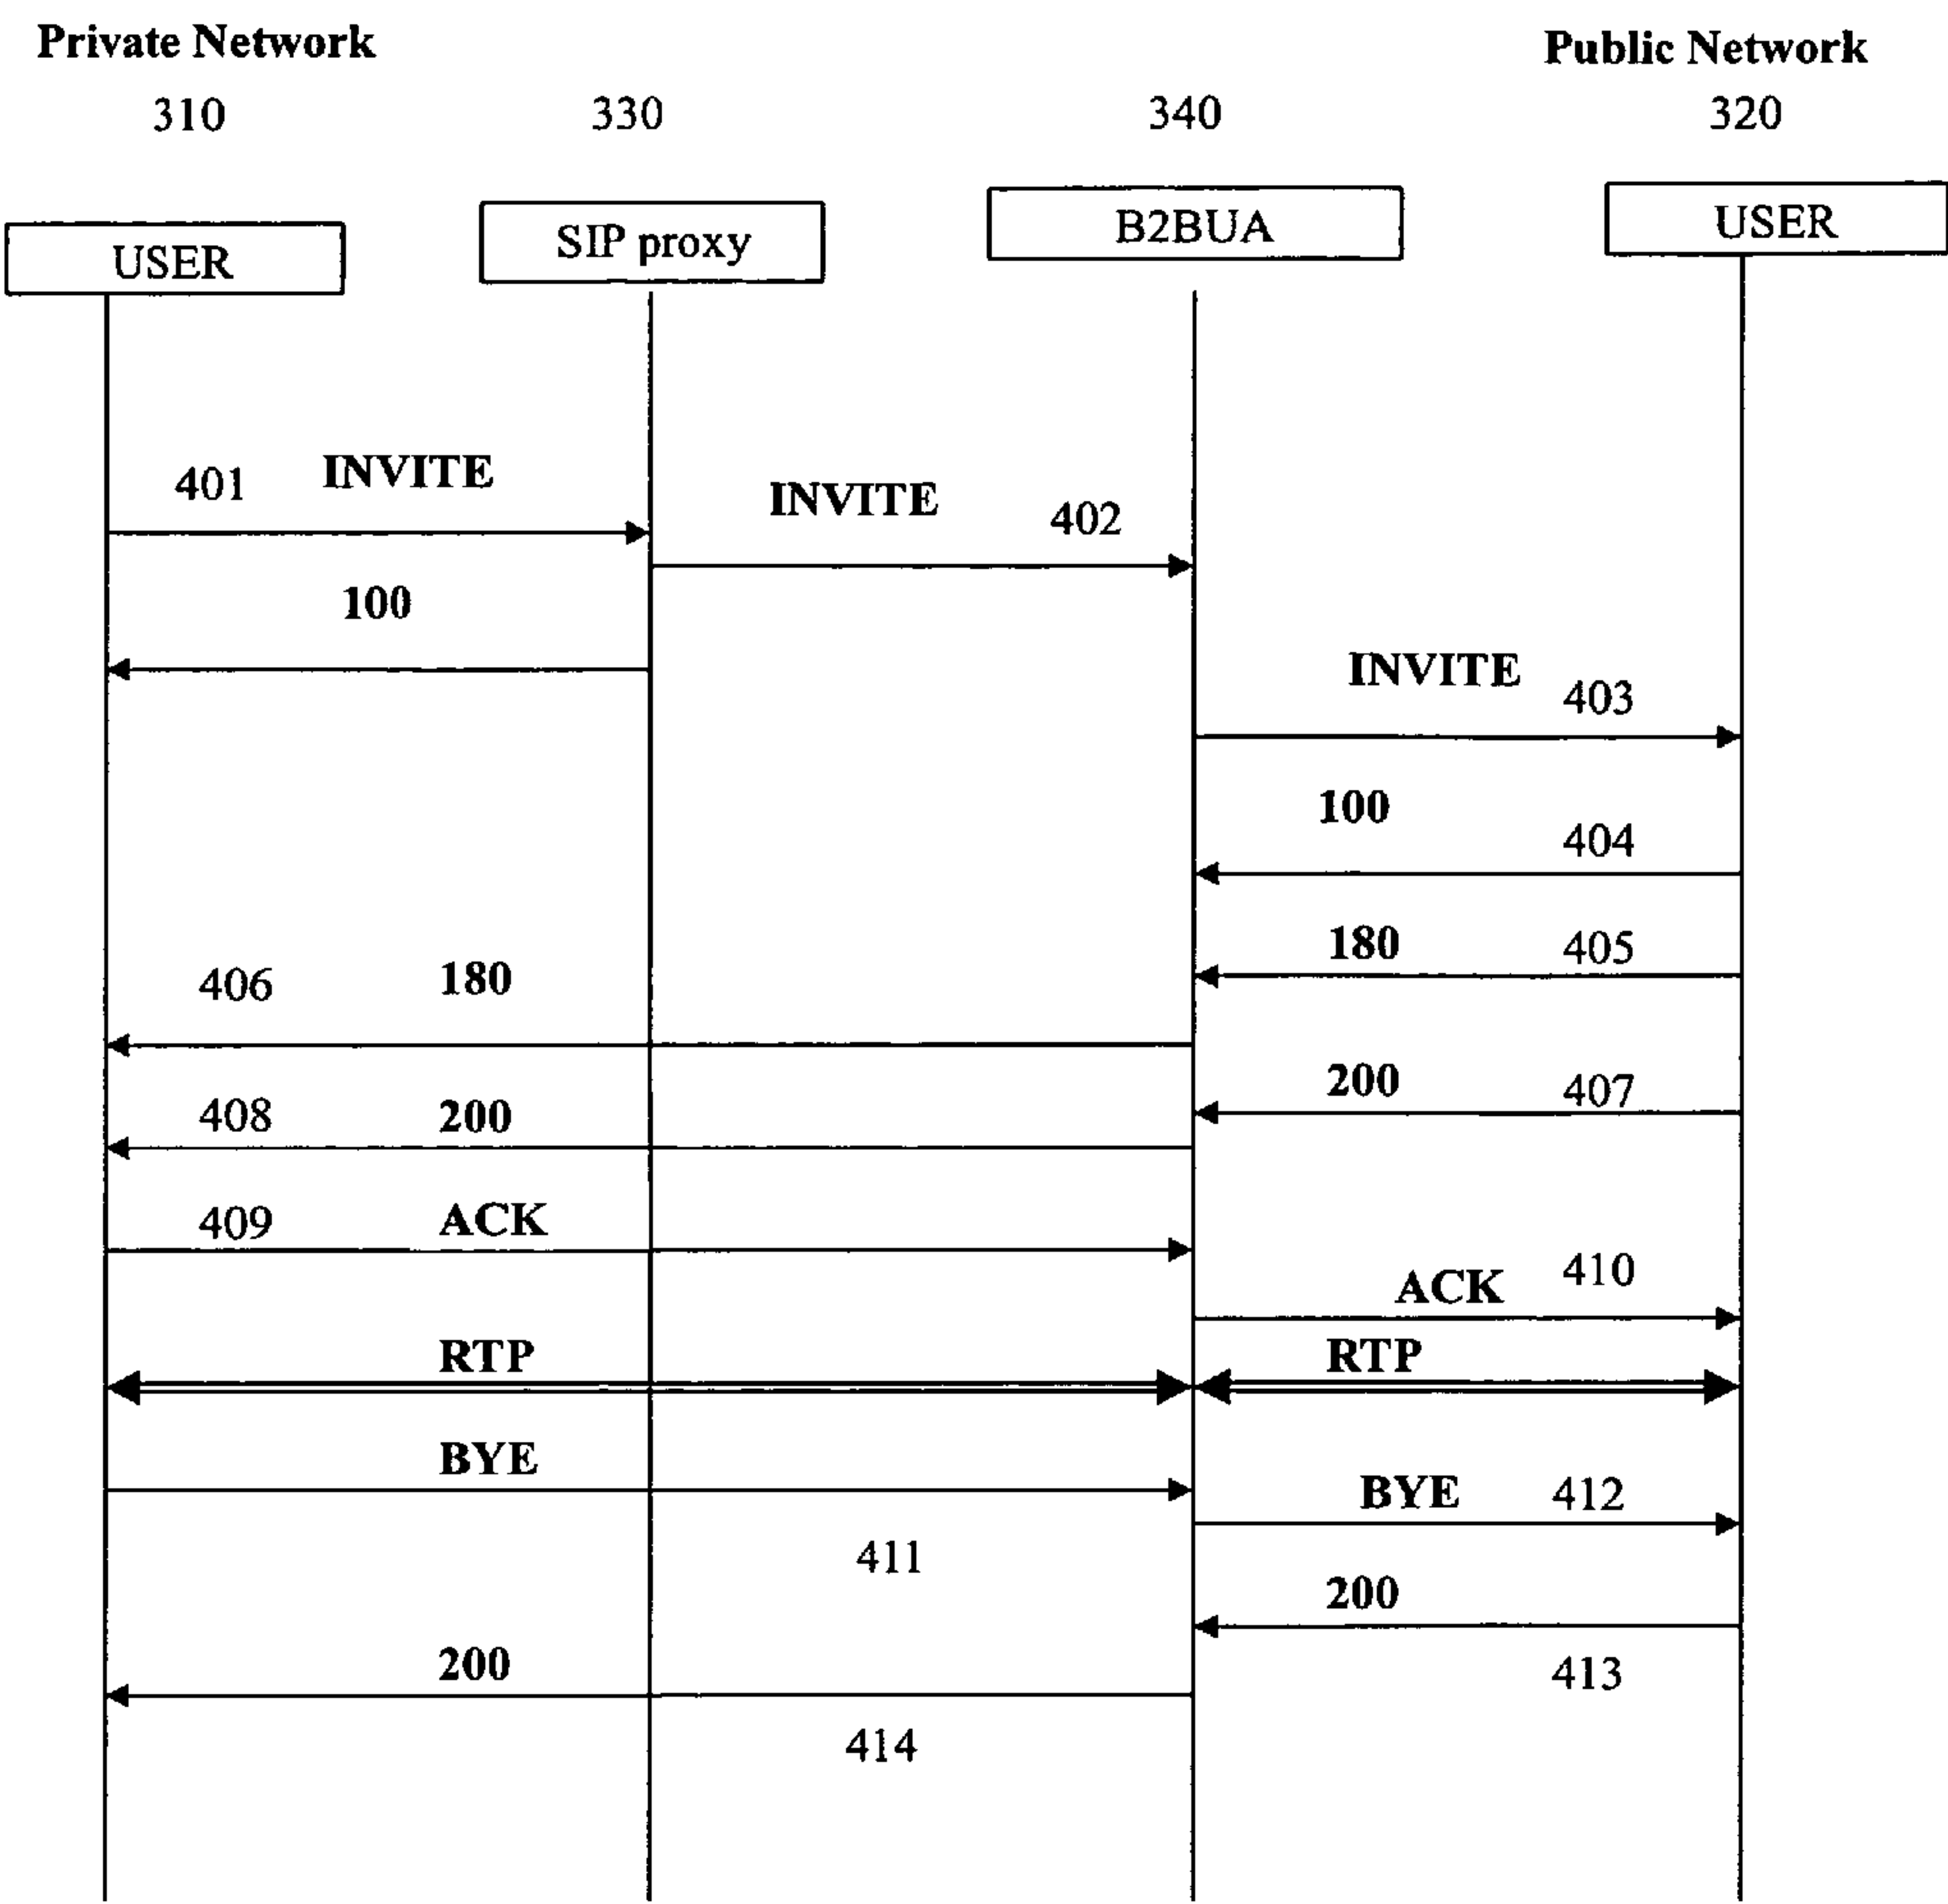 Private Network
Public Network
310
330
340
320
USER
SIP proxy
B2BUA
USER
401
INVITE
INVITE
402
100
INVITE
403
100
404
180
405
406
180
200
407
408
200
409
ACK
ACK
410
RTP
RTP
BYE
BYE
412
411
200
200
413
414